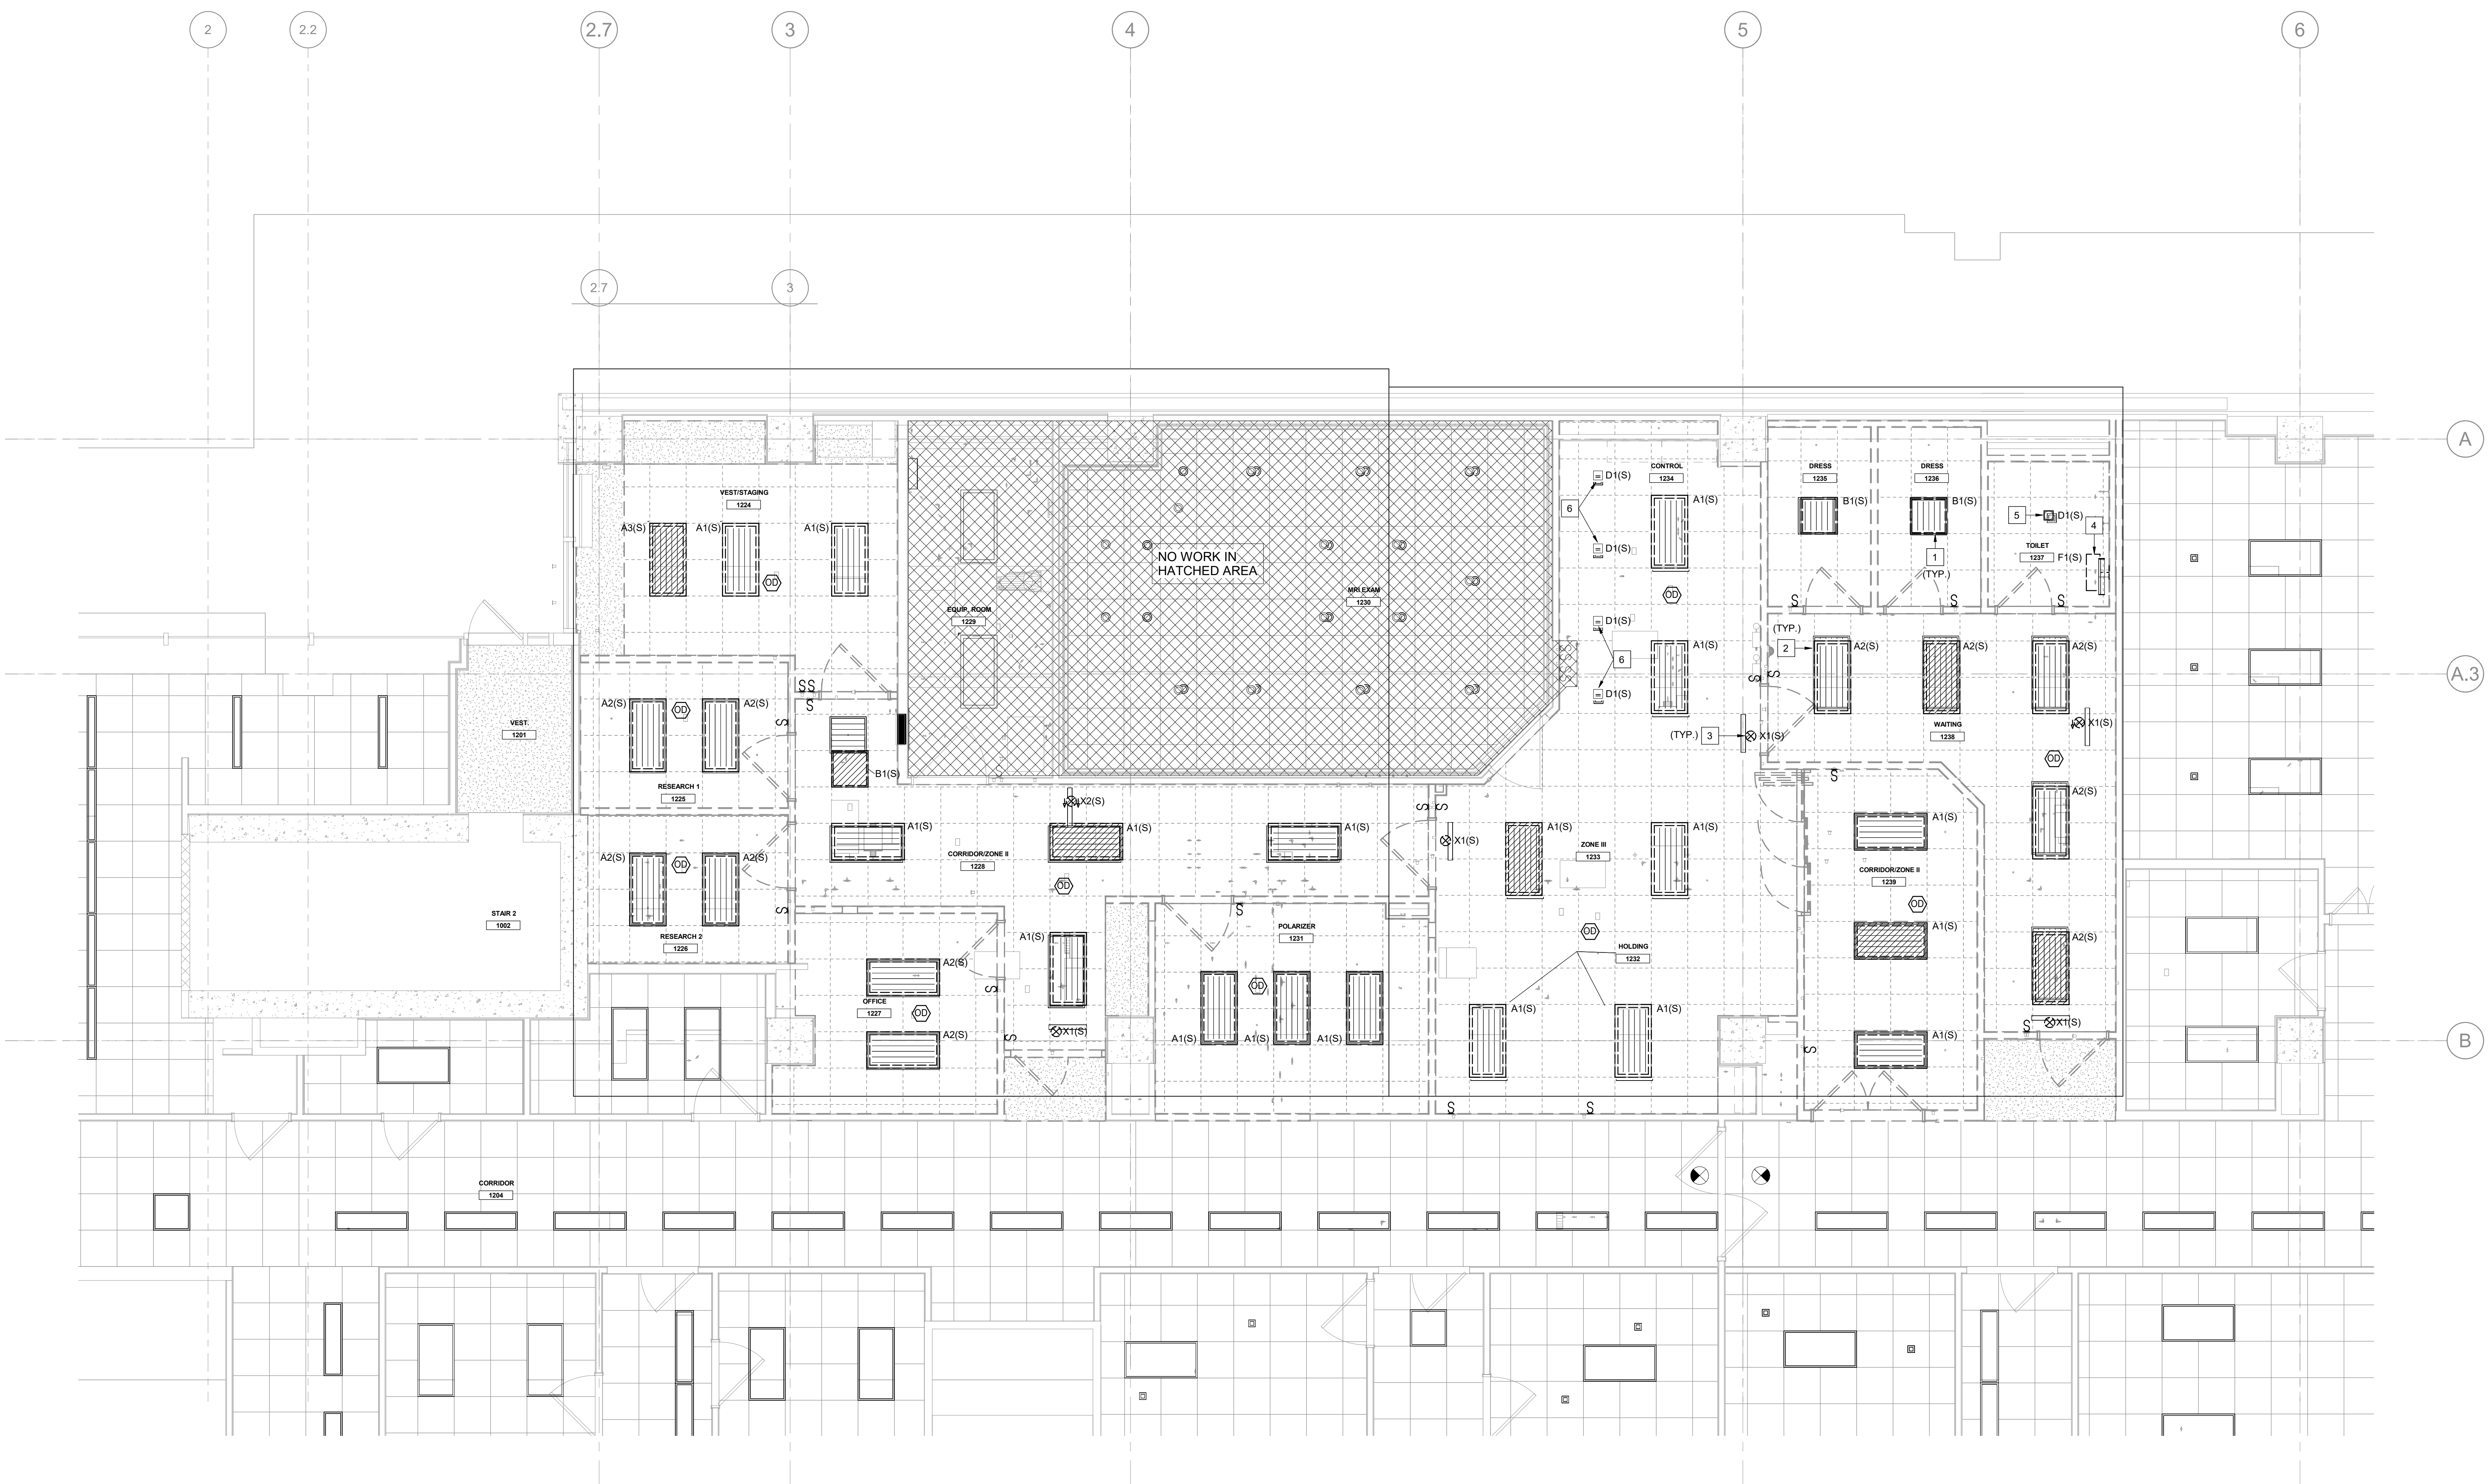 2
2.2
2.7
3
4
5
6
2.7
3
A
A.3
B
VEST/STAGING
1224
A3(S)
A1(S)
A1(S)
OD
EQUIP. ROOM
1229
NO WORK IN
HATCHED AREA
MRI EXAM
1230
CONTROL
1234
D1(S)
D1(S)
6
A1(S)
OD
D1(S)
D1(S)
6
A1(S)
DRESS
1235
B1(S)
DRESS
1236
B1(S)
1
(TYP.)
5
D1(S)
4
TOILET
1237
F1(S)
S
S
S
(TYP.)
2
A2(S)
A2(S)
A2(S)
WAITING
1238
X1(S)
OD
S
S
(TYP.)
3
X1(S)
VEST.
1201
A2(S)
OD
A2(S)
RESEARCH 1
1225
S
SS
S
B1(S)
A2(S)
OD
A2(S)
RESEARCH 2
1226
S
STAIR 2
1002
X2(S)
A1(S)
A1(S)
A1(S)
CORRIDOR/ZONE II
1228
OD
S
S
X1(S)
A1(S)
A1(S)
ZONE III
1233
S
A1(S)
CORRIDOR/ZONE II
1239
OD
A1(S)
A1(S)
S
A2(S)
A2(S)
S
X1(S)
A2(S)
OFFICE
1227
OD
A2(S)
S
A1(S)
X1(S)
S
POLARIZER
1231
S
OD
A1(S)
A1(S)
A1(S)
OD
HOLDING
1232
A1(S)
A1(S)
S
S
CORRIDOR
1204